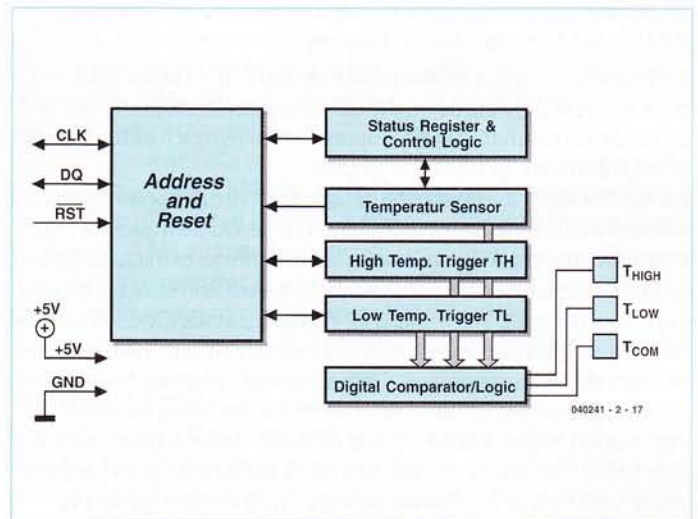 CLK
DQ
RST
+5V
+5V
GND
Address
and
Reset
Status Register &
Control Logic
Temperatur Sensor
High Temp. Trigger TH
Low Temp. Trigger TL
Digital Comparator/Logic
THIGH
TLOW
TCOM
040241 - 2 - 17